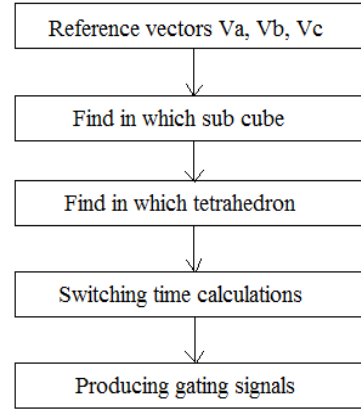 Reference vectors Va, Vb, Vc
Find in which sub cube
Find in which tetrahedron
Switching time calculations
Producing gating signals